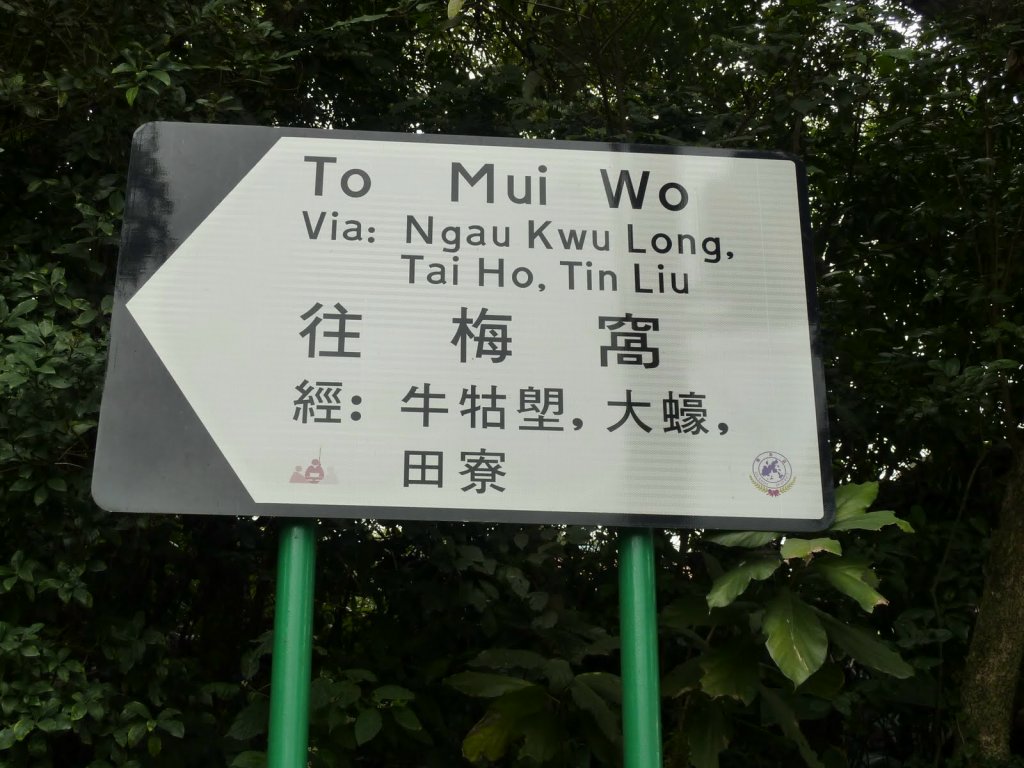 To Mui Wo
Via: Ngau Kwu Long,
Tai Ho, Tin Liu
往 梅 窩
經: 牛牯塱, 大蠔,
田寮